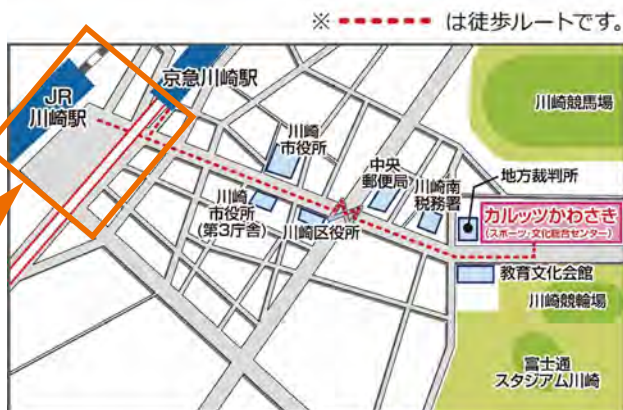 ※ は徒歩ルートです。
京急川崎駅
JR
川崎駅
川崎競馬場
川崎
市役所
中央
郵便局
川崎南
税務署
地方裁判所
カルッツかわさき
(スポーツ・文化総合センター)
川崎
市役所
(第3庁舎)
川崎区役所
教育文化会館
川崎競輪場
富士通
スタジアム川崎